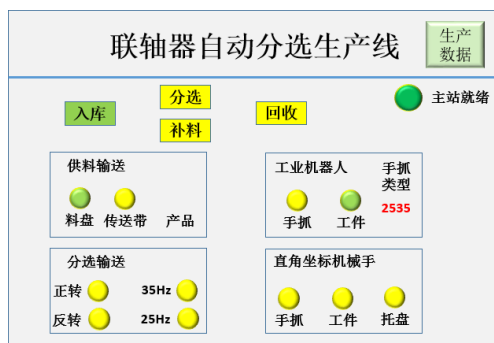 联轴器自动分选生产线
生产
数据
主站就绪
入库
分选
补料
回收
供料输送
料盘 传送带 产品
工业机器人
手抓
类型
2535
手抓 工件
分选输送
正转 35Hz
反转 25Hz
直角坐标机械手
手抓 工件 托盘